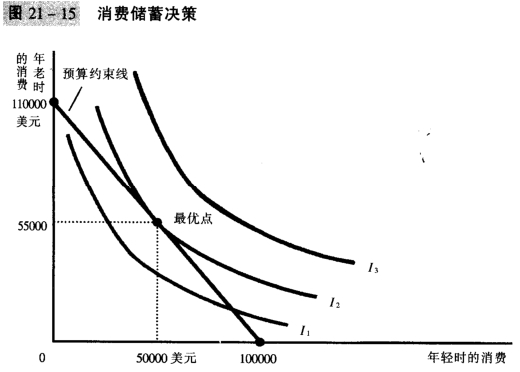 图 21-15 消费储蓄决策
年老时
的消费
预算约束线
110000
美元
最优点
55000
I3
I2
I1
0
50000 美元
100000
年轻时的消费